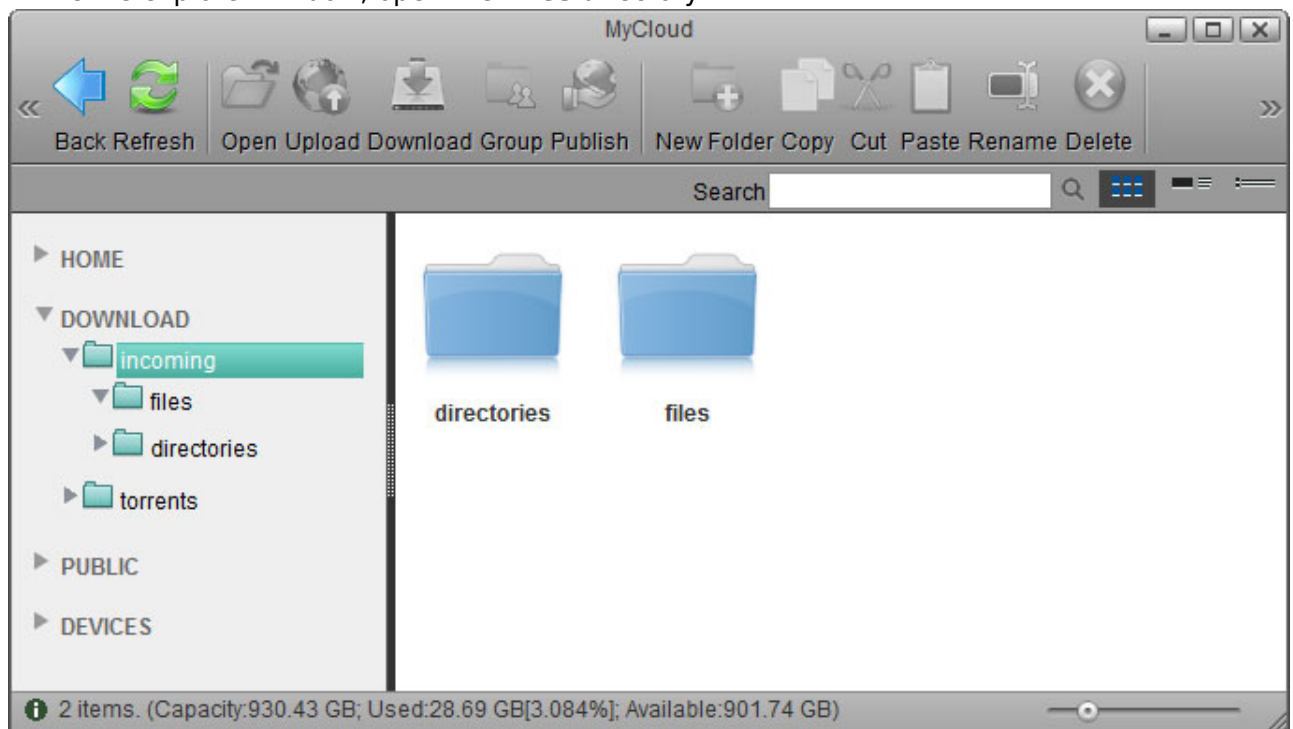 MyCloud
Back Refresh Open Upload Download Group Publish New Folder Copy Cut Paste Rename Delete
Search
HOME
DOWNLOAD
incoming
files
directories
torrents
PUBLIC
DEVICES
directories files
2 items. (Capacity:930.43 GB; Used:28.69 GB[3.084%]; Available:901.74 GB)